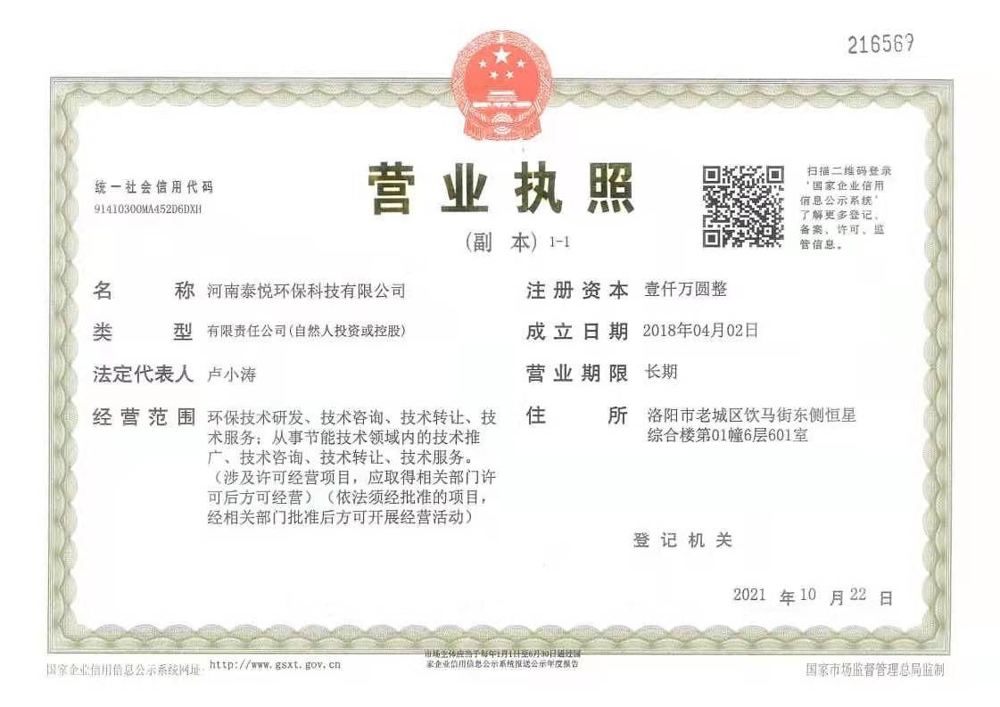 216569
统一社会信用代码
91410300MA452D6DXH
营业执照
(副 本) 1-1
扫描二维码登录
‘国家企业信用
信息公示系统’
了解更多登记、
备案、许可、监
管信息。
名 称 河南泰悦环保科技有限公司
类 型 有限责任公司(自然人投资或控股)
法定代表人 卢小涛
经营范围 环保技术研发、技术咨询、技术转让、技
术服务；从事节能技术领域内的技术推
广、技术咨询、技术转让、技术服务。
（涉及许可经营项目，应取得相关部门许
可后方可经营）（依法须经批准的项目，
经相关部门批准后方可开展经营活动）
注册资本 壹仟万圆整
成立日期 2018年04月02日
营业期限 长期
住 所 洛阳市老城区饮马街东侧恒星
综合楼第01幢6层601室
登记机关
2021 年 10 月 22 日
国家企业信用信息公示系统网址: http://www.gsxt.gov.cn
市场主体应当于每年1月1日至6月30日通过国
家企业信用信息公示系统报送公示年度报告
国家市场监督管理总局监制